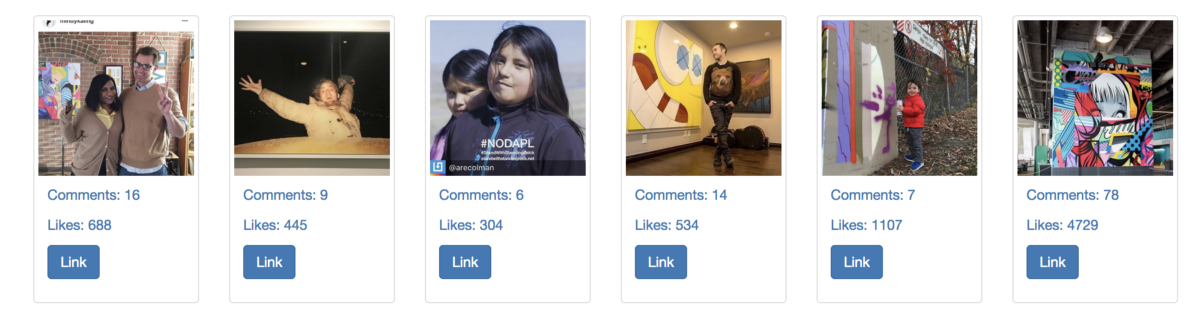 #NODAPL
@arecolman
Comments: 16
Likes: 688
Link
Comments: 9
Likes: 445
Link
Comments: 6
Likes: 304
Link
Comments: 14
Likes: 534
Link
Comments: 7
Likes: 1107
Link
Comments: 78
Likes: 4729
Link